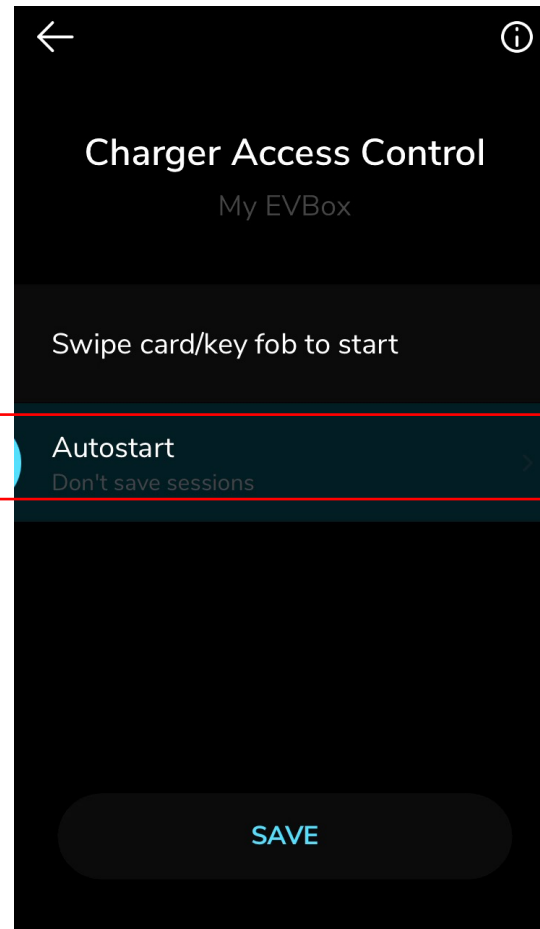 Charger Access Control
My EVBox
Swipe card/key fob to start
Autostart
Don't save sessions
SAVE